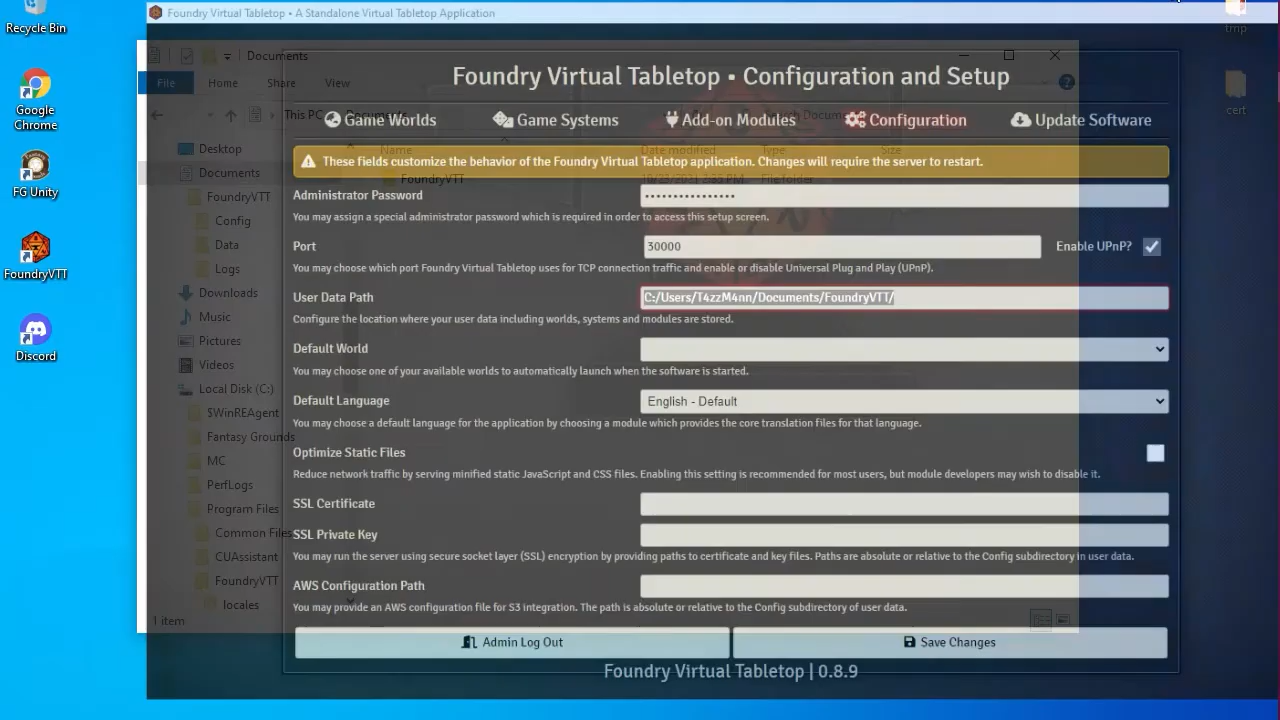 Recycle Bin
Google
Chrome
FG Unity
FoundryVTT
Discord
tmp
cert
Foundry Virtual Tabletop • A Standalone Virtual Tabletop Application
Documents
File
Home
Share
View
This PC
Name
Date modified
Type
Size
FoundryVTT
File folder
Desktop
Documents
FoundryVTT
Config
Data
Logs
Downloads
Music
Pictures
Videos
Local Disk (C:)
$WinREAgent
Fantasy Grounds
MC
PerfLogs
Program Files
Common Files
CUAssistant
FoundryVTT
locales
1 item
Foundry Virtual Tabletop • Configuration and Setup
Game Worlds
Game Systems
Add-on Modules
Configuration
Update Software
These fields customize the behavior of the Foundry Virtual Tabletop application. Changes will require the server to restart.
Administrator Password
••••••••••••••••
You may assign a special administrator password which is required in order to access this setup screen.
Port
30000
Enable UPnP?
You may choose which port Foundry Virtual Tabletop uses for TCP connection traffic and enable or disable Universal Plug and Play (UPnP).
User Data Path
C:/Users/T4zzM4nn/Documents/FoundryVTT/
Configure the location where your user data including worlds, systems and modules are stored.
Default World
You may choose one of your available worlds to automatically launch when the software is started.
Default Language
English - Default
You may choose a default language for the application by choosing a module which provides the core translation files for that language.
Optimize Static Files
Reduce network traffic by serving minified static JavaScript and CSS files. Enabling this setting is recommended for most users, but module developers may wish to disable it.
SSL Certificate
SSL Private Key
You may run the server using secure socket layer (SSL) encryption by providing paths to certificate and key files. Paths are absolute or relative to the Config subdirectory in user data.
AWS Configuration Path
You may provide an AWS configuration file for S3 integration. The path is absolute or relative to the Config subdirectory of user data.
Admin Log Out
Save Changes
Foundry Virtual Tabletop | 0.8.9